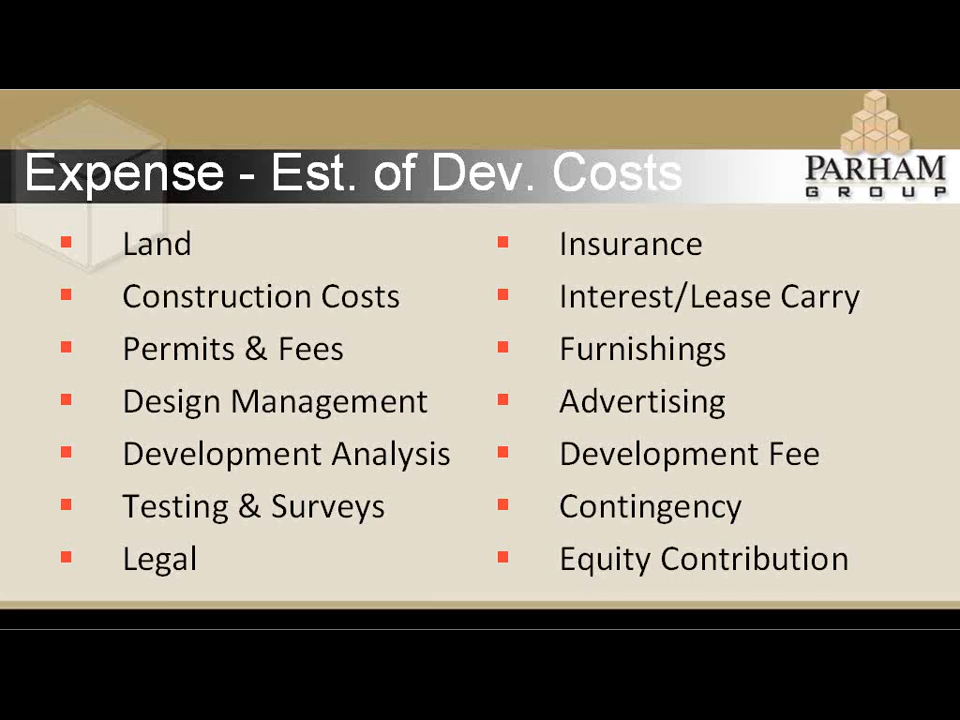 Expense - Est. of Dev. Costs
PARHAM
GROUP
Land
Construction Costs
Permits & Fees
Design Management
Development Analysis
Testing & Surveys
Legal
Insurance
Interest/Lease Carry
Furnishings
Advertising
Development Fee
Contingency
Equity Contribution